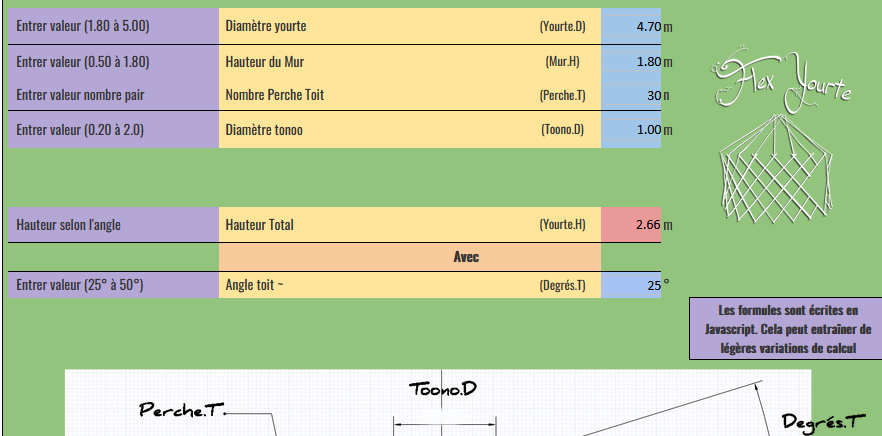 Entrer valeur (1.80 à 5.00) Diamètre yourte (Yourte.D) 4.70 m
Entrer valeur (0.50 à 1.80) Hauteur du Mur (Mur.H) 1.80 m
Entrer valeur nombre pair Nombre Perche Toit (Perche.T) 30 n
Entrer valeur (0.20 à 2.0) Diamètre tonoo (Toono.D) 1.00 m
Flex Yourte
Hauteur selon l'angle Hauteur Total (Yourte.H) 2.66 m
Avec
Entrer valeur (25° à 50°) Angle toit ~ (Degrés.T) 25 °
Les formules sont écrites en
Javascript. Cela peut entraîner de
légères variations de calcul
Toono.D
Perche.T
Degrés.T